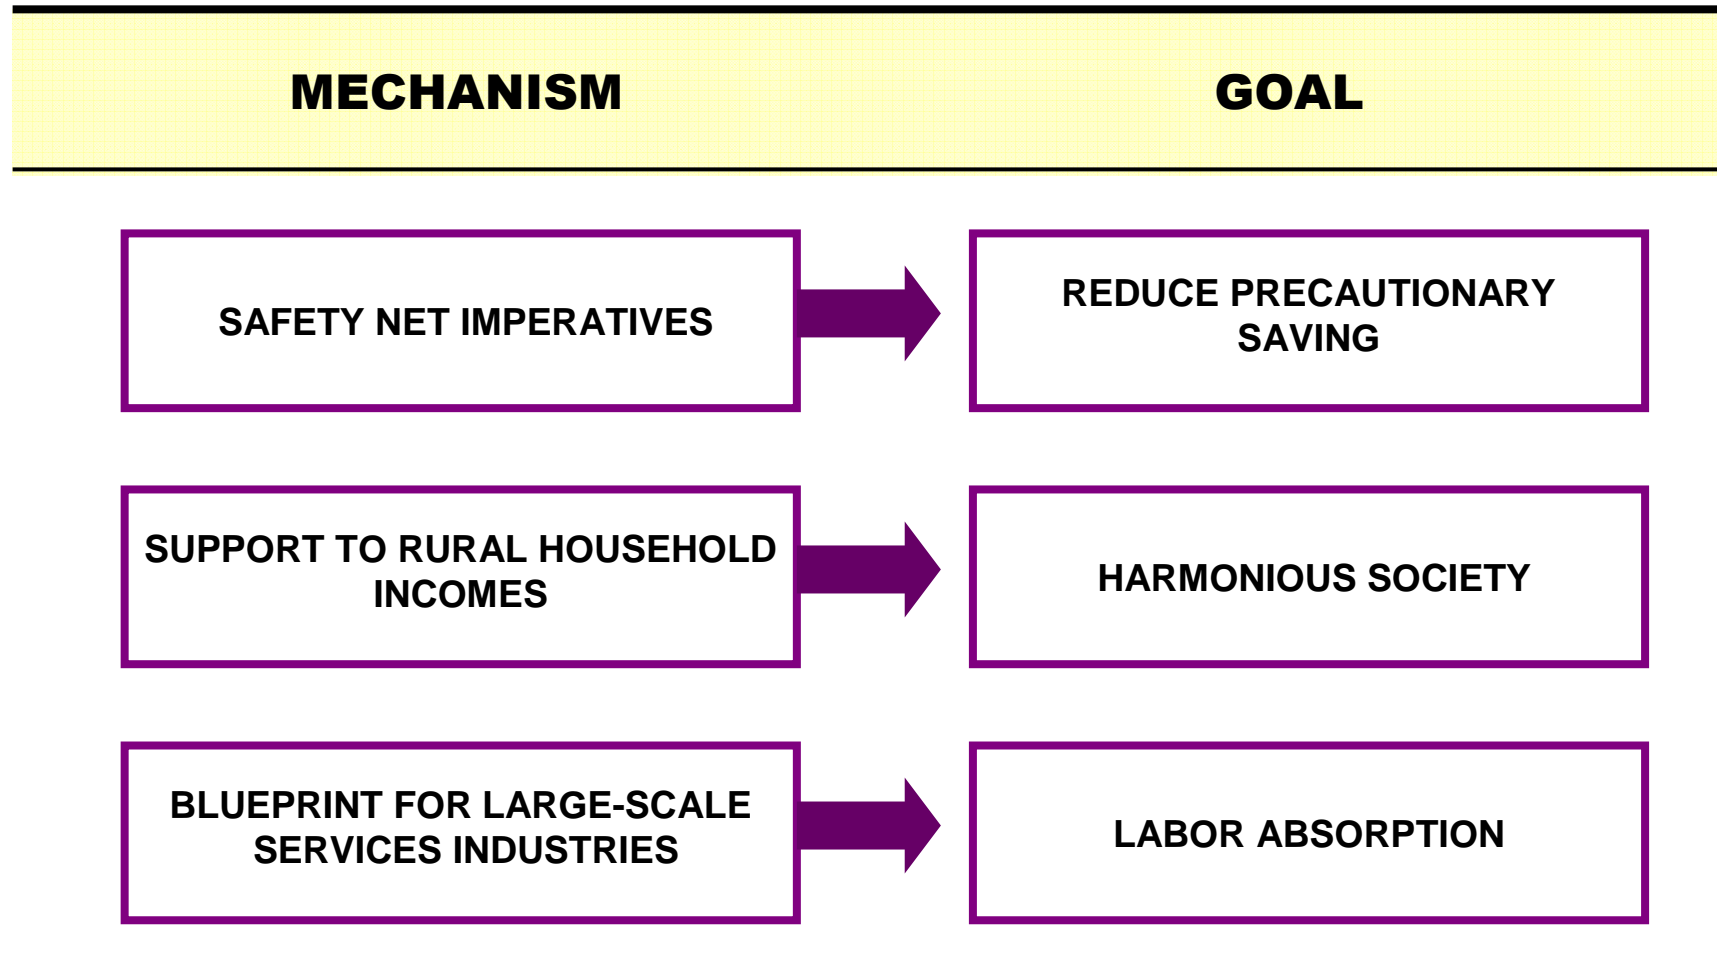 MECHANISM
GOAL
SAFETY NET IMPERATIVES
REDUCE PRECAUTIONARY
SAVING
SUPPORT TO RURAL HOUSEHOLD
INCOMES
HARMONIOUS SOCIETY
BLUEPRINT FOR LARGE-SCALE
SERVICES INDUSTRIES
LABOR ABSORPTION